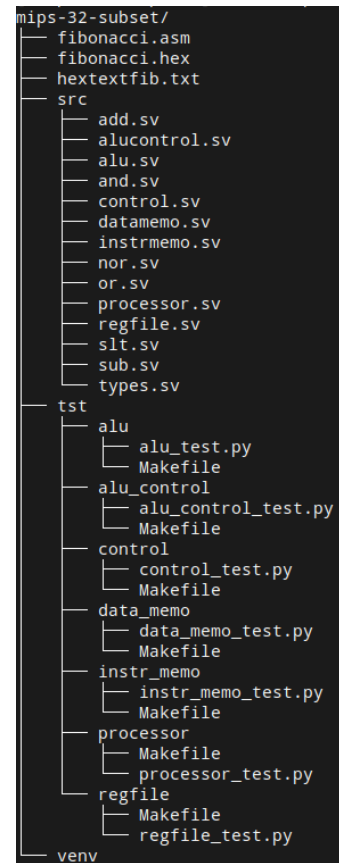 mips-32-subset/
├── fibonacci.asm
├── fibonacci.hex
├── hextextfib.txt
├── src
│   ├── add.sv
│   ├── alucontrol.sv
│   ├── alu.sv
│   ├── and.sv
│   ├── control.sv
│   ├── datamemo.sv
│   ├── instrmemo.sv
│   ├── nor.sv
│   ├── or.sv
│   ├── processor.sv
│   ├── regfile.sv
│   ├── slt.sv
│   ├── sub.sv
│   └── types.sv
├── tst
│   ├── alu
│   │   ├── alu_test.py
│   │   └── Makefile
│   ├── alu_control
│   │   ├── alu_control_test.py
│   │   └── Makefile
│   ├── control
│   │   ├── control_test.py
│   │   └── Makefile
│   ├── data_memo
│   │   ├── data_memo_test.py
│   │   └── Makefile
│   ├── instr_memo
│   │   ├── instr_memo_test.py
│   │   └── Makefile
│   ├── processor
│   │   ├── Makefile
│   │   └── processor_test.py
│   └── regfile
│       ├── Makefile
│       └── regfile_test.py
└── venv